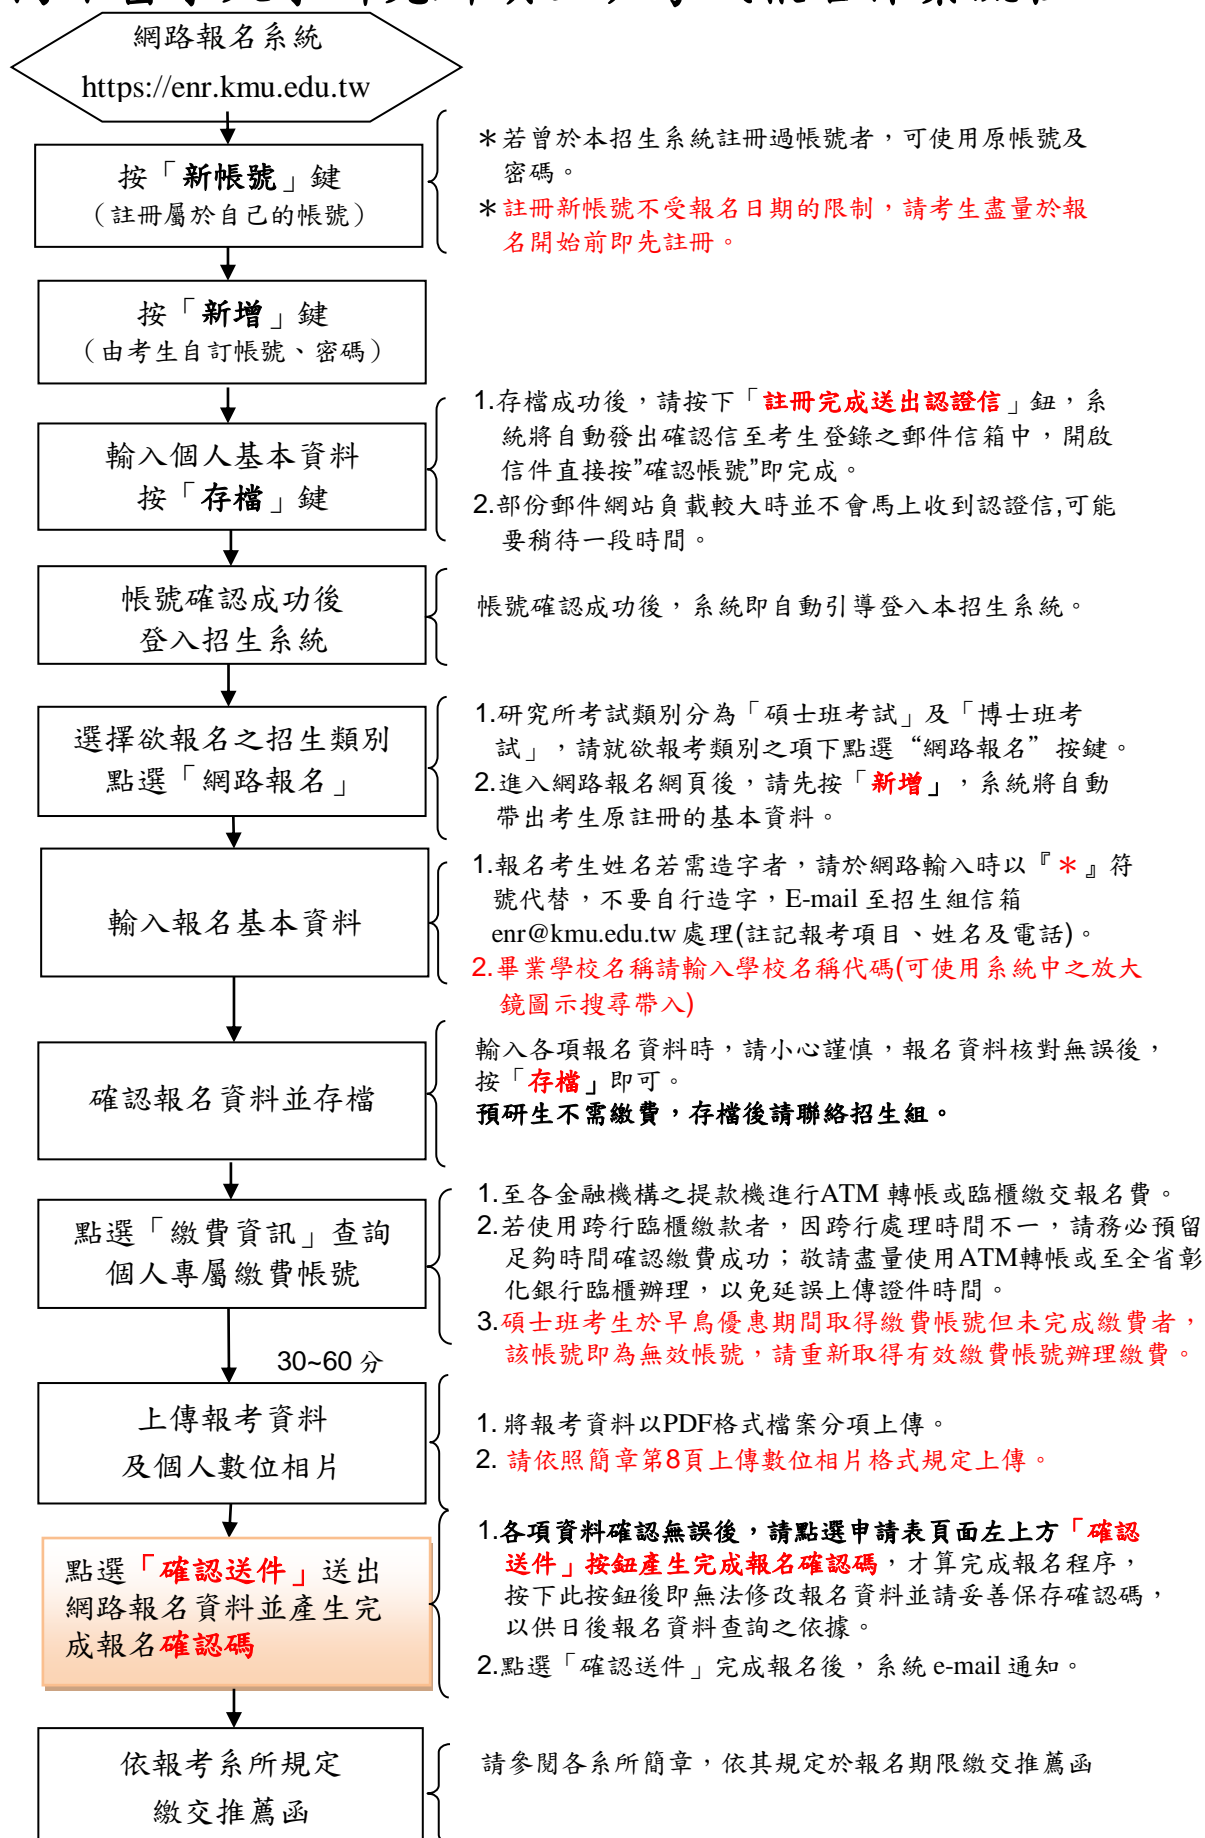 網路報名系統
https://enr.kmu.edu.tw
按「新帳號」鍵
（註冊屬於自己的帳號）
＊若曾於本招生系統註冊過帳號者，可使用原帳號及
密碼。
＊註冊新帳號不受報名日期的限制，請考生盡量於報
名開始前即先註冊。
按「新增」鍵
（由考生自訂帳號、密碼）
輸入個人基本資料
按「存檔」鍵
1.存檔成功後，請按下「註冊完成送出認證信」鈕，系
統將自動發出確認信至考生登錄之郵件信箱中，開啟
信件直接按”確認帳號”即完成。
2.部份郵件網站負載較大時並不會馬上收到認證信,可能
要稍待一段時間。
帳號確認成功後
登入招生系統
帳號確認成功後，系統即自動引導登入本招生系統。
選擇欲報名之招生類別
點選「網路報名」
1.研究所考試類別分為「碩士班考試」及「博士班考
試」，請就欲報考類別之項下點選“網路報名”按鍵。
2.進入網路報名網頁後，請先按「新增」，系統將自動
帶出考生原註冊的基本資料。
輸入報名基本資料
1.報名考生姓名若需造字者，請於網路輸入時以『＊』符
號代替，不要自行造字，E-mail 至招生組信箱
enr@kmu.edu.tw 處理(註記報考項目、姓名及電話)。
2.畢業學校名稱請輸入學校名稱代碼(可使用系統中之放大
鏡圖示搜尋帶入)
確認報名資料並存檔
輸入各項報名資料時，請小心謹慎，報名資料核對無誤後，
按「存檔」即可。
預研生不需繳費，存檔後請聯絡招生組。
點選「繳費資訊」查詢
個人專屬繳費帳號
1.至各金融機構之提款機進行ATM 轉帳或臨櫃繳交報名費。
2.若使用跨行臨櫃繳款者，因跨行處理時間不一，請務必預留
足夠時間確認繳費成功；敬請盡量使用ATM轉帳或至全省彰
化銀行臨櫃辦理，以免延誤上傳證件時間。
3.碩士班考生於早鳥優惠期間取得繳費帳號但未完成繳費者，
該帳號即為無效帳號，請重新取得有效繳費帳號辦理繳費。
30~60 分
上傳報考資料
及個人數位相片
1. 將報考資料以PDF格式檔案分項上傳。
2. 請依照簡章第8頁上傳數位相片格式規定上傳。
點選「確認送件」送出
網路報名資料並產生完
成報名確認碼
1.各項資料確認無誤後，請點選申請表頁面左上方「確認
送件」按鈕產生完成報名確認碼，才算完成報名程序，
按下此按鈕後即無法修改報名資料並請妥善保存確認碼，
以供日後報名資料查詢之依據。
2.點選「確認送件」完成報名後，系統 e-mail 通知。
依報考系所規定
繳交推薦函
請參閱各系所簡章，依其規定於報名期限繳交推薦函